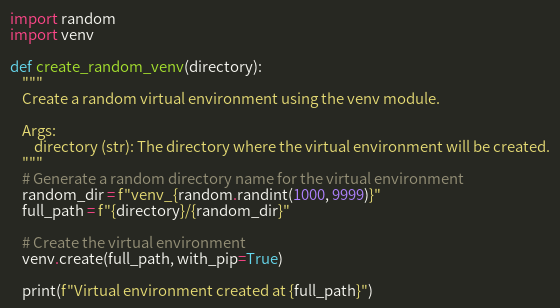 import random
import venv

def create_random_venv(directory):
    """
    Create a random virtual environment using the venv module.

    Args:
        directory (str): The directory where the virtual environment will be created.
    """
    # Generate a random directory name for the virtual environment
    random_dir = f"venv_{random.randint(1000, 9999)}"
    full_path = f"{directory}/{random_dir}"

    # Create the virtual environment
    venv.create(full_path, with_pip=True)

    print(f"Virtual environment created at {full_path}")